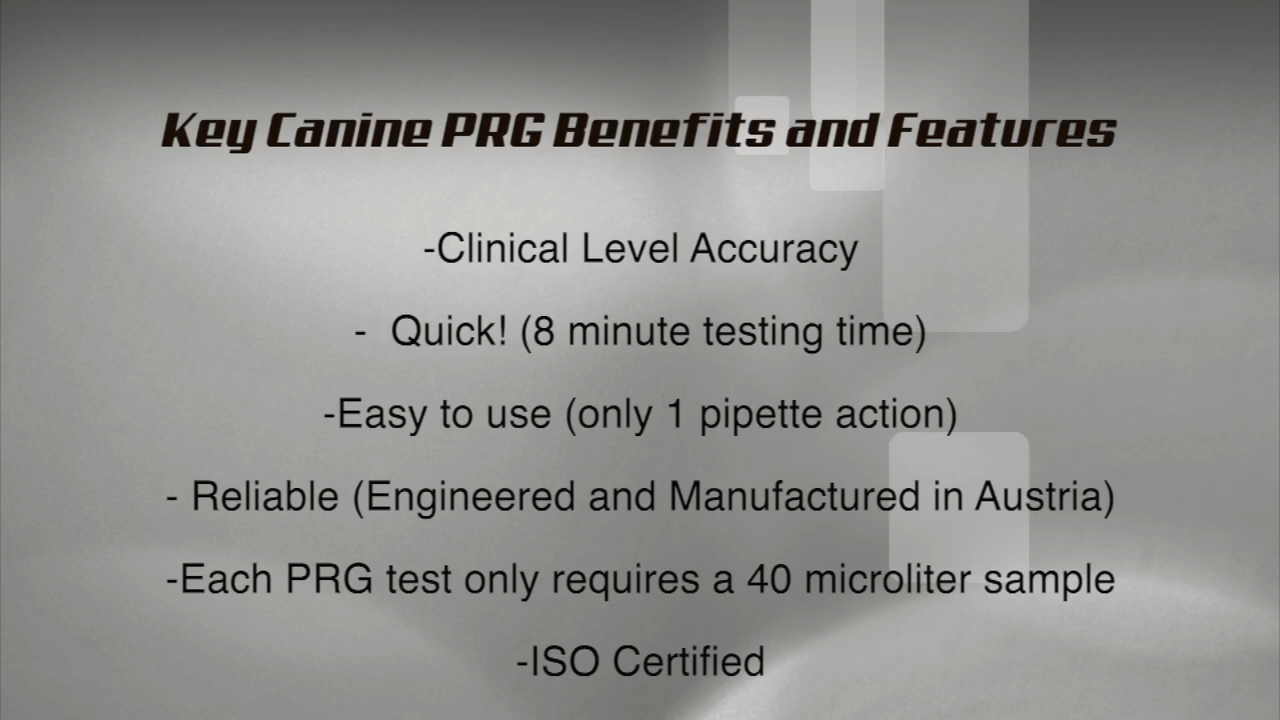 Key Canine PRG Benefits and Features
-Clinical Level Accuracy
-  Quick! (8 minute testing time)
-Easy to use (only 1 pipette action)
- Reliable (Engineered and Manufactured in Austria)
-Each PRG test only requires a 40 microliter sample
-ISO Certified